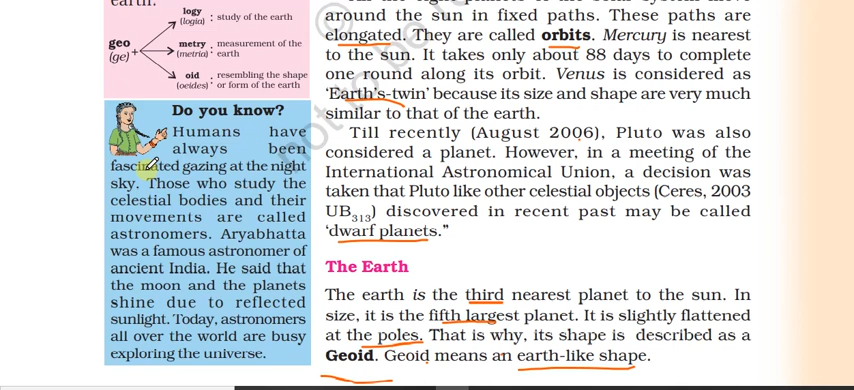 earth.
logy
(logia)
: study of the earth
geo
(ge)
+
metry
(metria)
: measurement of the
earth
oid
(oeides)
: resembling the shape
or form of the earth
Do you know?
Humans have
always been
fascinated gazing at the night
sky. Those who study the
celestial bodies and their
movements are called
astronomers. Aryabhatta
was a famous astronomer of
ancient India. He said that
the moon and the planets
shine due to reflected
sunlight. Today, astronomers
all over the world are busy
exploring the universe.
around the sun in fixed paths. These paths are
elongated. They are called orbits. Mercury is nearest
to the sun. It takes only about 88 days to complete
one round along its orbit. Venus is considered as
‘Earth’s-twin’ because its size and shape are very much
similar to that of the earth.
Till recently (August 2006), Pluto was also
considered a planet. However, in a meeting of the
International Astronomical Union, a decision was
taken that Pluto like other celestial objects (Ceres, 2003
UB313) discovered in recent past may be called
‘dwarf planets.”
The Earth
The earth is the third nearest planet to the sun. In
size, it is the fifth largest planet. It is slightly flattened
at the poles. That is why, its shape is described as a
Geoid. Geoid means an earth-like shape.
© not to be